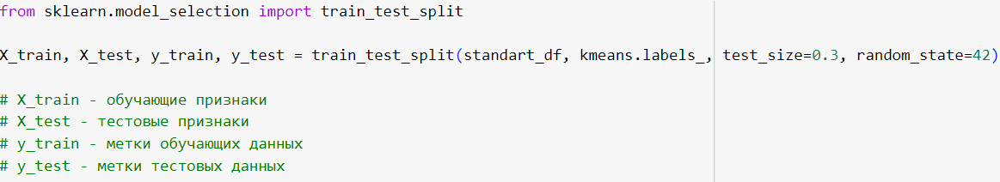 from sklearn.model_selection import train_test_split
X_train, X_test, y_train, y_test = train_test_split(standart_df, kmeans.labels_, test_size=0.3, random_state=42)
# X_train - обучающие признаки
# X_test - тестовые признаки
# y_train - метки обучающих данных
# y_test - метки тестовых данных